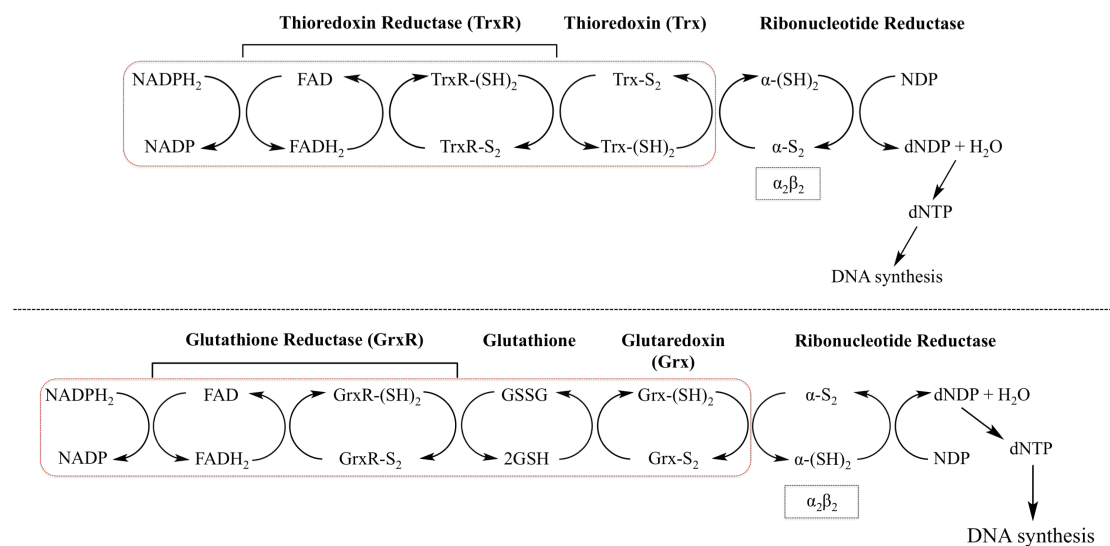 Thioredoxin Reductase (TrxR) Thioredoxin (Trx) Ribonucleotide Reductase
NADPH₂ FAD TrxR-(SH)₂ Trx-S₂ α-(SH)₂ NDP
NADP FADH₂ TrxR-S₂ Trx-(SH)₂ α-S₂ dNDP + H₂O
α₂β₂
dNTP
DNA synthesis
Glutathione Reductase (GrxR) Glutathione Glutaredoxin Ribonucleotide Reductase
(Grx)
NADPH₂ FAD GrxR-(SH)₂ GSSG Grx-(SH)₂ α-S₂ dNDP + H₂O
dNTP
NADP FADH₂ GrxR-S₂ 2GSH Grx-S₂ α-(SH)₂ NDP
α₂β₂
DNA synthesis